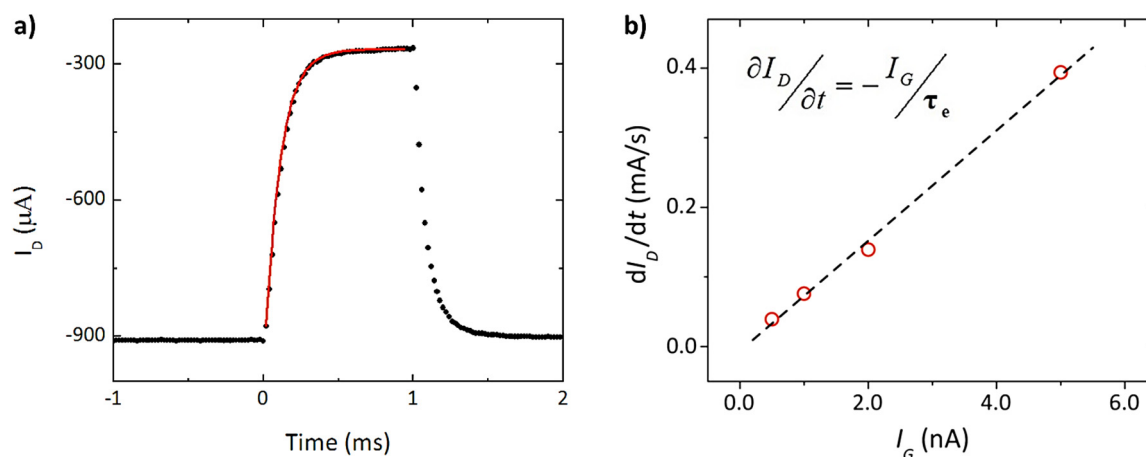 a)
-300
-600
-900
I_D (μA)
-1
0
1
2
Time (ms)
b)
∂I_D/∂t = - I_G/τ_e
0.4
0.2
0.0
dI_D/dt (mA/s)
0.0
2.0
4.0
6.0
I_G (nA)